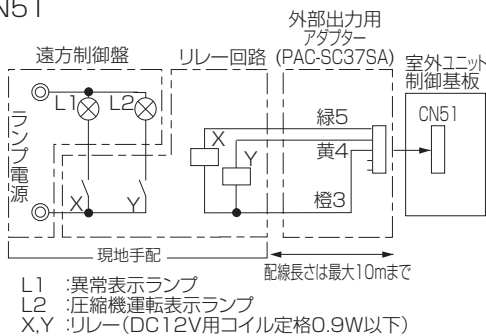 CN51
外部出力用
アダプター
(PAC-SC37SA)
遠方制御盤
リレー回路
室外ユニット
制御基板
CN51
L1
L2
ランプ電源
X
Y
X
Y
緑5
黄4
橙3
現地手配
配線長さは最大10mまで
L1 :異常表示ランプ
L2 :圧縮機運転表示ランプ
X,Y :リレー(DC12V用コイル定格0.9W以下)